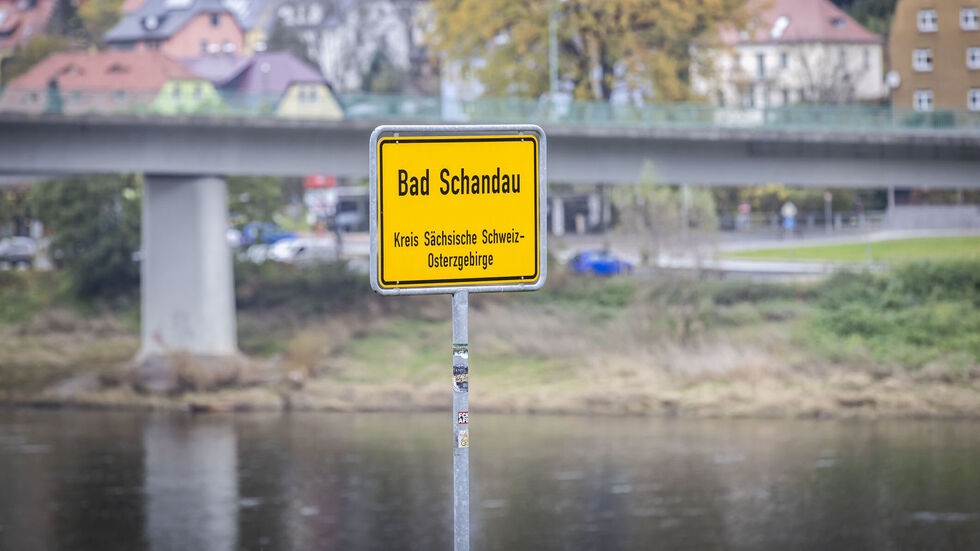 Bad Schandau
Kreis Sächsische Schweiz-
Osterzgebirge